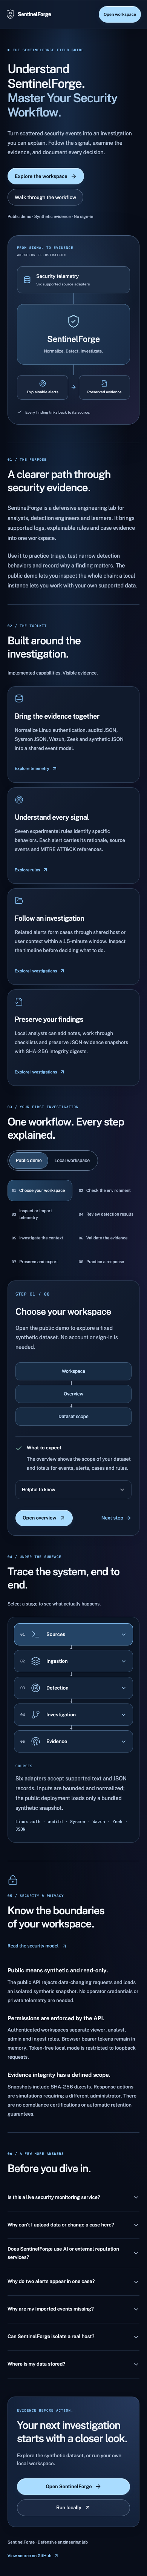 SentinelForge
Open workspace
THE SENTINELFORGE FIELD GUIDE
Understand
SentinelForge.
Master Your Security
Workflow.
Turn scattered security events into an investigation
you can explain. Follow the signal, examine the
evidence, and document every decision.
Explore the workspace
Walk through the workflow
Public demo · Synthetic evidence · No sign-in
FROM SIGNAL TO EVIDENCE
WORKFLOW ILLUSTRATION
Security telemetry
Six supported source adapters
SentinelForge
Normalize. Detect. Investigate.
Explainable alerts
Preserved evidence
Every finding links back to its source.
01 / THE PURPOSE
A clearer path through
security evidence.
SentinelForge is a defensive engineering lab for
analysts, detection engineers and learners. It brings
supported logs, explainable rules and case evidence
into one workspace.
Use it to practice triage, test narrow detection
behaviors and record why a finding matters. The
public demo lets you inspect the whole chain; a local
instance lets you work with your own supported data.
02 / THE TOOLKIT
Built around the
investigation.
Implemented capabilities. Visible evidence.
Bring the evidence together
Normalize Linux authentication, auditd JSON,
Sysmon JSON, Wazuh, Zeek and synthetic JSON
into a shared event model.
Explore telemetry
Understand every signal
Seven experimental rules identify specific
behaviors. Each alert carries its rationale, source
events and MITRE ATT&CK references.
Explore rules
Follow an investigation
Related alerts form cases through shared host or
user context within a 15-minute window. Inspect
the timeline before deciding what to do.
Explore investigations
Preserve your findings
Local analysts can add notes, work through
checklists and preserve JSON evidence snapshots
with SHA-256 integrity digests.
Explore investigations
03 / YOUR FIRST INVESTIGATION
One workflow. Every step
explained.
Public demo
Local workspace
01 Choose your workspace
02 Check the environment
03 Inspect or import
telemetry
04 Review detection results
05 Investigate the context
06 Validate the evidence
07 Preserve and export
08 Practice a response
STEP 01 / 08
Choose your workspace
Open the public demo to explore a fixed
synthetic dataset. No account or sign-in is
needed.
Workspace
Overview
Dataset scope
What to expect
The overview shows the scope of your dataset
and totals for events, alerts, cases and rules.
Helpful to know
Open overview
Next step
04 / UNDER THE SURFACE
Trace the system, end to
end.
Select a stage to see what actually happens.
01 Sources
02 Ingestion
03 Detection
04 Investigation
05 Evidence
SOURCES
Six adapters accept supported text and JSON
records. Inputs are bounded and normalized;
the public deployment loads only a bundled
synthetic snapshot.
Linux auth · auditd · Sysmon · Wazuh · Zeek ·
JSON
05 / SECURITY & PRIVACY
Know the boundaries
of your workspace.
Read the security model
Public means synthetic and read-only.
The public API rejects data-changing requests and loads
an isolated synthetic snapshot. No operator credentials or
private telemetry are needed.
Permissions are enforced by the API.
Authenticated workspaces separate viewer, analyst,
admin and ingest roles. Browser bearer tokens remain in
memory. Token-free local mode is restricted to loopback
requests.
Evidence integrity has a defined scope.
Snapshots include SHA-256 digests. Response actions
are simulations requiring a different administrator. There
are no compliance certifications or automatic retention
guarantees.
06 / A FEW MORE ANSWERS
Before you dive in.
Is this a live security monitoring service?
Why can't I upload data or change a case here?
Does SentinelForge use AI or external reputation
services?
Why do two alerts appear in one case?
Why are my imported events missing?
Can SentinelForge isolate a real host?
Where is my data stored?
EVIDENCE BEFORE ACTION.
Your next investigation
starts with a closer look.
Explore the synthetic dataset, or run your own
local workspace.
Open SentinelForge
Run locally
SentinelForge · Defensive engineering lab
View source on GitHub